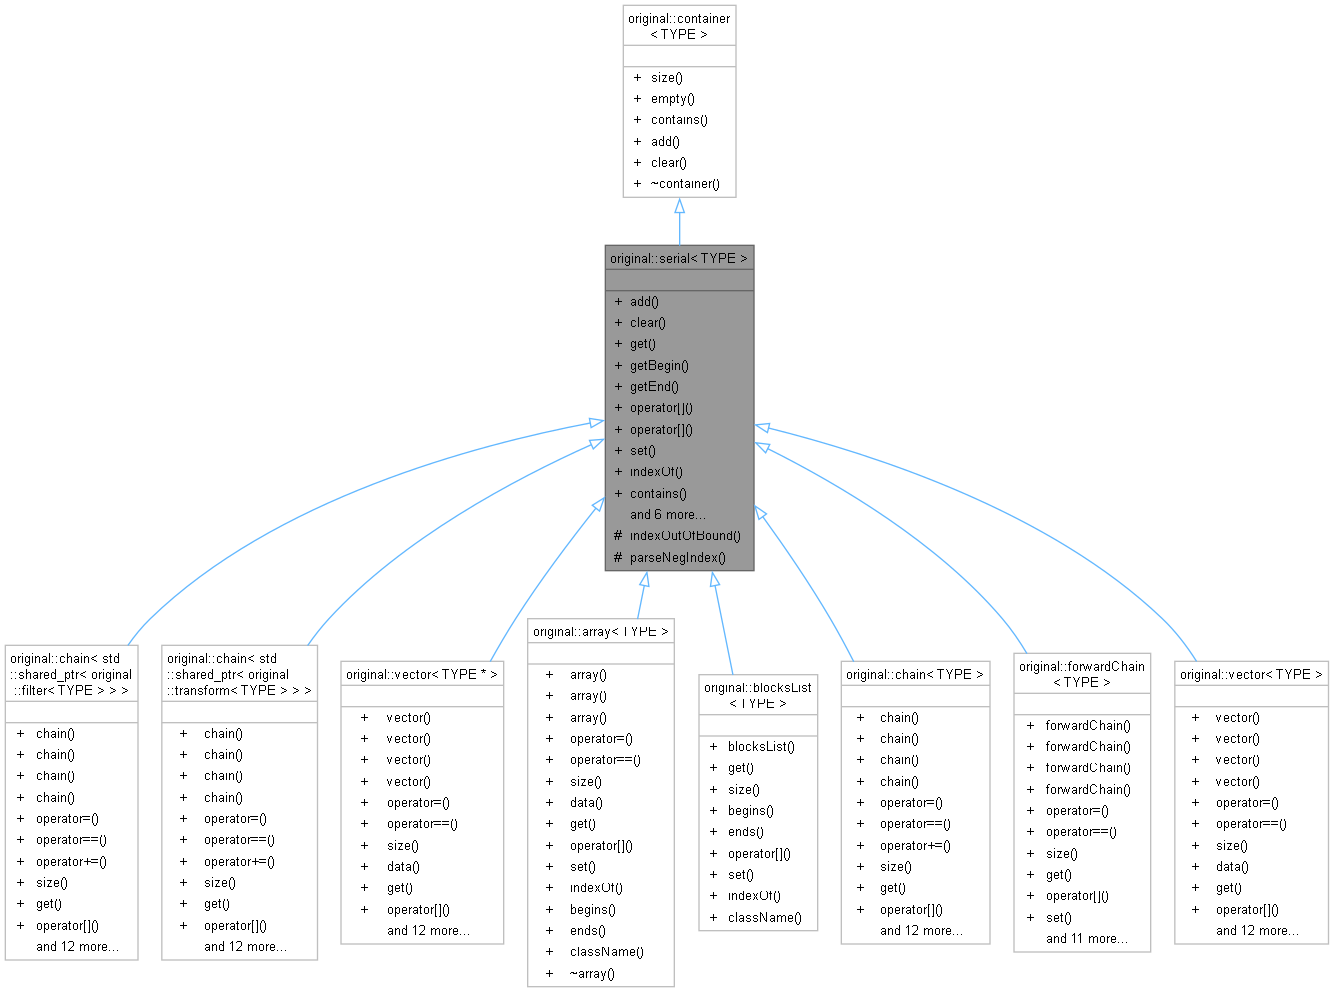 original::container
< TYPE >
+ size()
+ empty()
+ contains()
+ add()
+ clear()
+ ~container()
original::serial< TYPE >
+ add()
+ clear()
+ get()
+ getBegin()
+ getEnd()
+ operator[]()
+ operator[]()
+ set()
+ indexOf()
+ contains()
and 6 more...
# indexOutOfBound()
# parseNegIndex()
original::chain< std
::shared_ptr< original
::filter< TYPE > > >
+ chain()
+ chain()
+ chain()
+ chain()
+ operator=()
+ operator==()
+ operator+=()
+ size()
+ get()
+ operator[]()
and 12 more...
original::chain< std
::shared_ptr< original
::transform< TYPE > > >
+ chain()
+ chain()
+ chain()
+ chain()
+ operator=()
+ operator==()
+ operator+=()
+ size()
+ get()
+ operator[]()
and 12 more...
original::vector< TYPE * >
+ vector()
+ vector()
+ vector()
+ vector()
+ operator=()
+ operator==()
+ size()
+ data()
+ get()
+ operator[]()
and 12 more...
original::array< TYPE >
+ array()
+ array()
+ array()
+ operator=()
+ operator==()
+ size()
+ data()
+ get()
+ operator[]()
+ set()
+ indexOf()
+ begins()
+ ends()
+ className()
+ ~array()
original::blocksList
< TYPE >
+ blocksList()
+ get()
+ size()
+ begins()
+ ends()
+ operator[]()
+ set()
+ indexOf()
+ className()
original::chain< TYPE >
+ chain()
+ chain()
+ chain()
+ chain()
+ operator=()
+ operator==()
+ operator+=()
+ size()
+ get()
+ operator[]()
and 12 more...
original::forwardChain
< TYPE >
+ forwardChain()
+ forwardChain()
+ forwardChain()
+ forwardChain()
+ operator=()
+ operator==()
+ size()
+ get()
+ operator[]()
+ set()
and 11 more...
original::vector< TYPE >
+ vector()
+ vector()
+ vector()
+ vector()
+ operator=()
+ operator==()
+ size()
+ data()
+ get()
+ operator[]()
and 12 more...